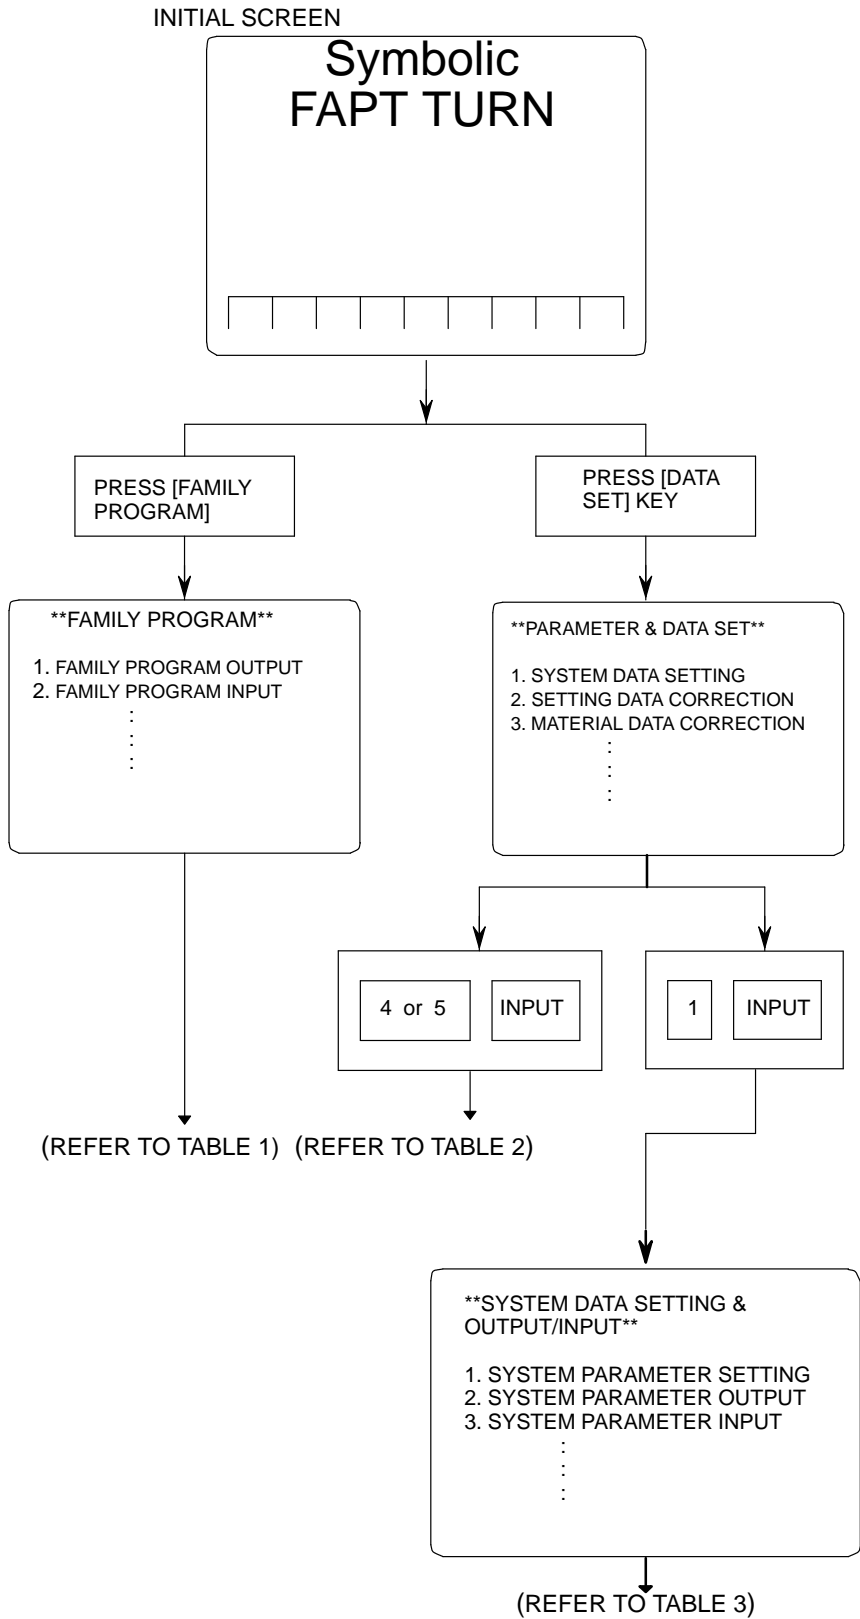 INITIAL SCREEN
Symbolic
FAPT TURN
PRESS [FAMILY
PROGRAM]
PRESS [DATA
SET] KEY
**FAMILY PROGRAM**
1. FAMILY PROGRAM OUTPUT
2. FAMILY PROGRAM INPUT
:
:
:
**PARAMETER & DATA SET**
1. SYSTEM DATA SETTING
2. SETTING DATA CORRECTION
3. MATERIAL DATA CORRECTION
:
:
:
4 or 5 INPUT
1 INPUT
(REFER TO TABLE 1) (REFER TO TABLE 2)
**SYSTEM DATA SETTING &
OUTPUT/INPUT**
1. SYSTEM PARAMETER SETTING
2. SYSTEM PARAMETER OUTPUT
3. SYSTEM PARAMETER INPUT
:
:
:
(REFER TO TABLE 3)